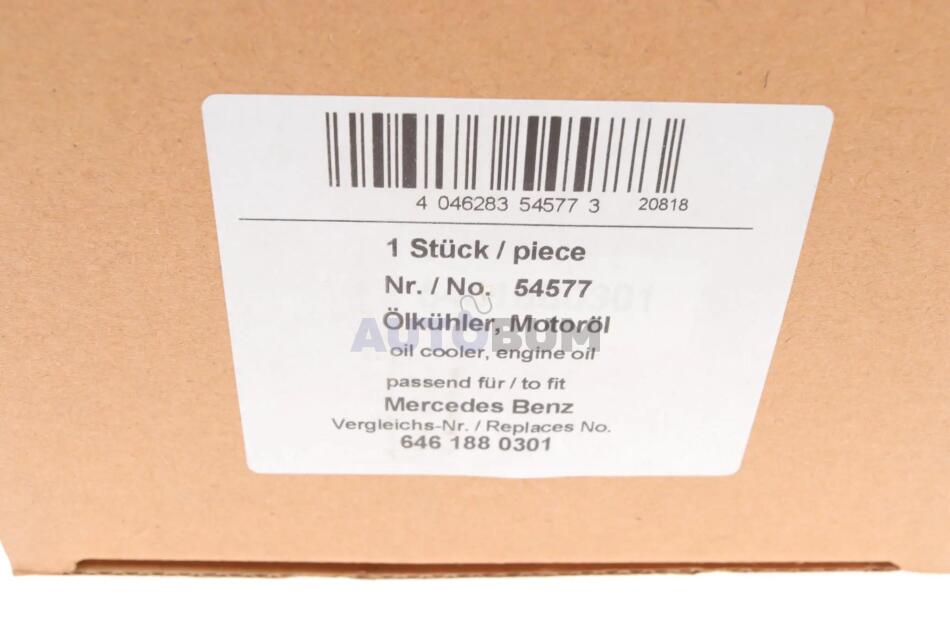 4 046283 54577 3 20818
1 Stück / piece
Nr. / No. 54577
Ölkühler, Motoröl
AUTOBUM
oil cooler, engine oil
passend für / to fit
Mercedes Benz
Vergleichs-Nr. / Replaces No.
646 188 0301